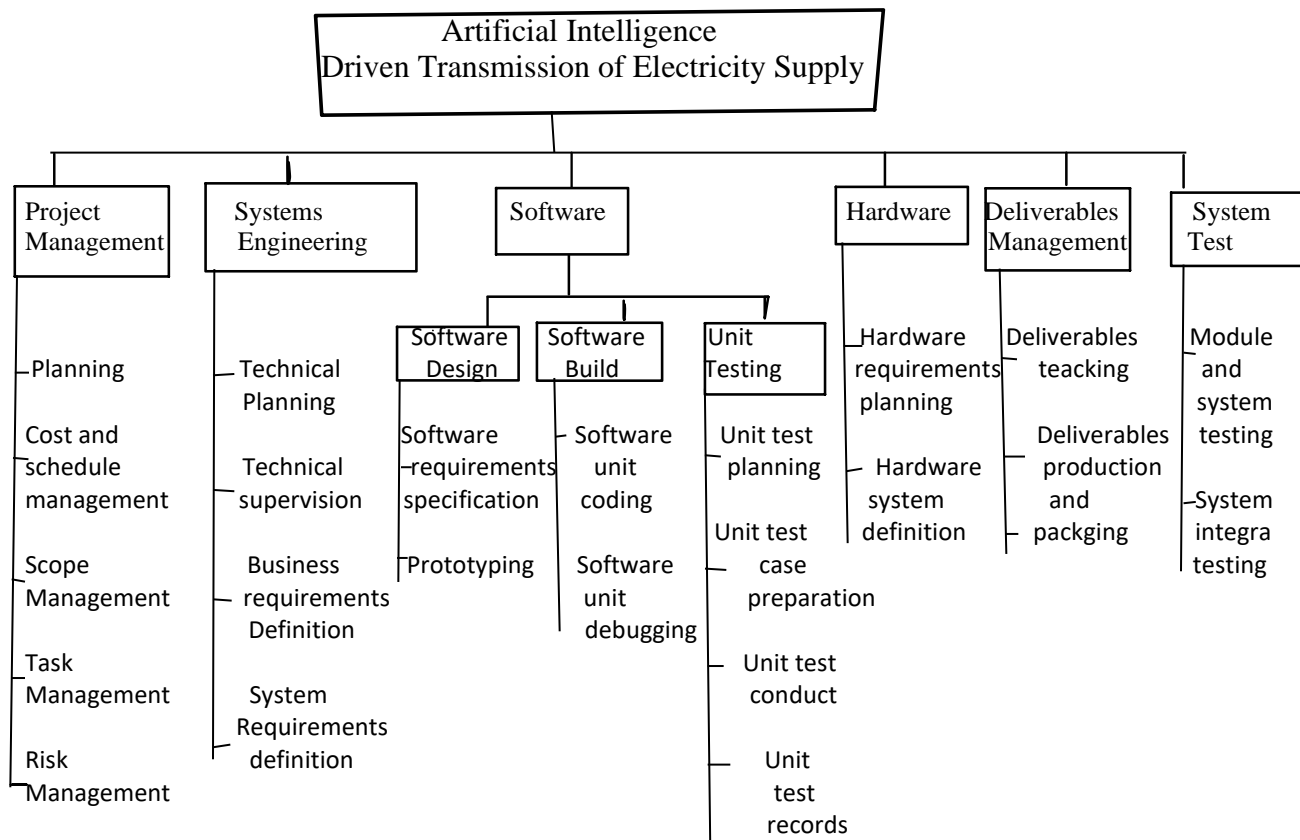 Artificial Intelligence
Driven Transmission of Electricity Supply
Project
Management
Systems
Engineering
Software
Hardware
Deliverables
Management
System
Test
Software
Design
Software
Build
Unit
Testing
Planning
Cost and
schedule
management
Scope
Management
Task
Management
Risk
Management
Technical
Planning
Technical
supervision
Business
requirements
Definition
System
Requirements
definition
Software
requirements
specification
Prototyping
Software
unit
coding
Software
unit
debugging
Unit test
planning
Unit test
case
preparation
Unit test
conduct
Unit
test
records
Hardware
requirements
planning
Hardware
system
definition
Deliverables
teacking
Deliverables
production
and
packging
Module
and
system
testing
System
integra
testing